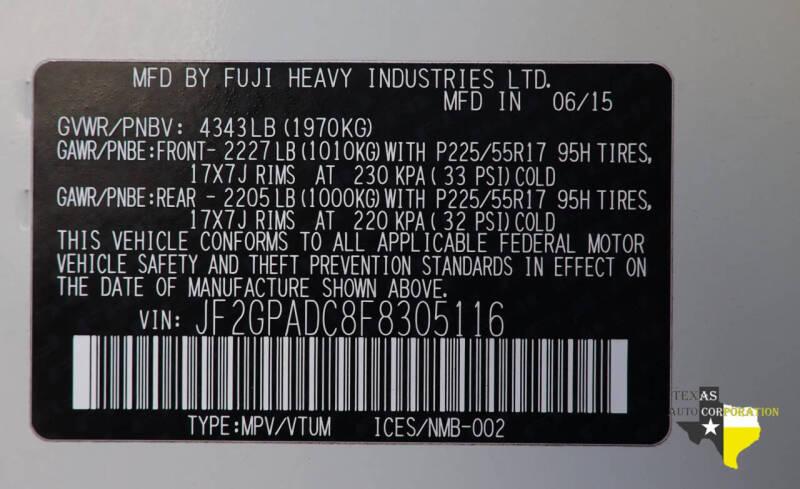 MFD BY FUJI HEAVY INDUSTRIES LTD.
MFD IN 06/15
GVWR/PNBV: 4343LB (1970KG)
GAWR/PNBE:FRONT- 2227LB (1010KG) WITH P225/55R17 95H TIRES,
17X7J RIMS AT 230 KPA( 33 PSI) COLD
GAWR/PNBE:REAR - 2205LB (1000KG) WITH P225/55R17 95H TIRES,
17X7J RIMS AT 220 KPA( 32 PSI) COLD
THIS VEHICLE CONFORMS TO ALL APPLICABLE FEDERAL MOTOR
VEHICLE SAFETY AND THEFT PREVENTION STANDARDS IN EFFECT ON
THE DATE OF MANUFACTURE SHOWN ABOVE.
VIN: JF2GPADC8F8305116
TYPE:MPV/VTUM ICES/NMB-002
TEXAS
AUTO CORPORATION